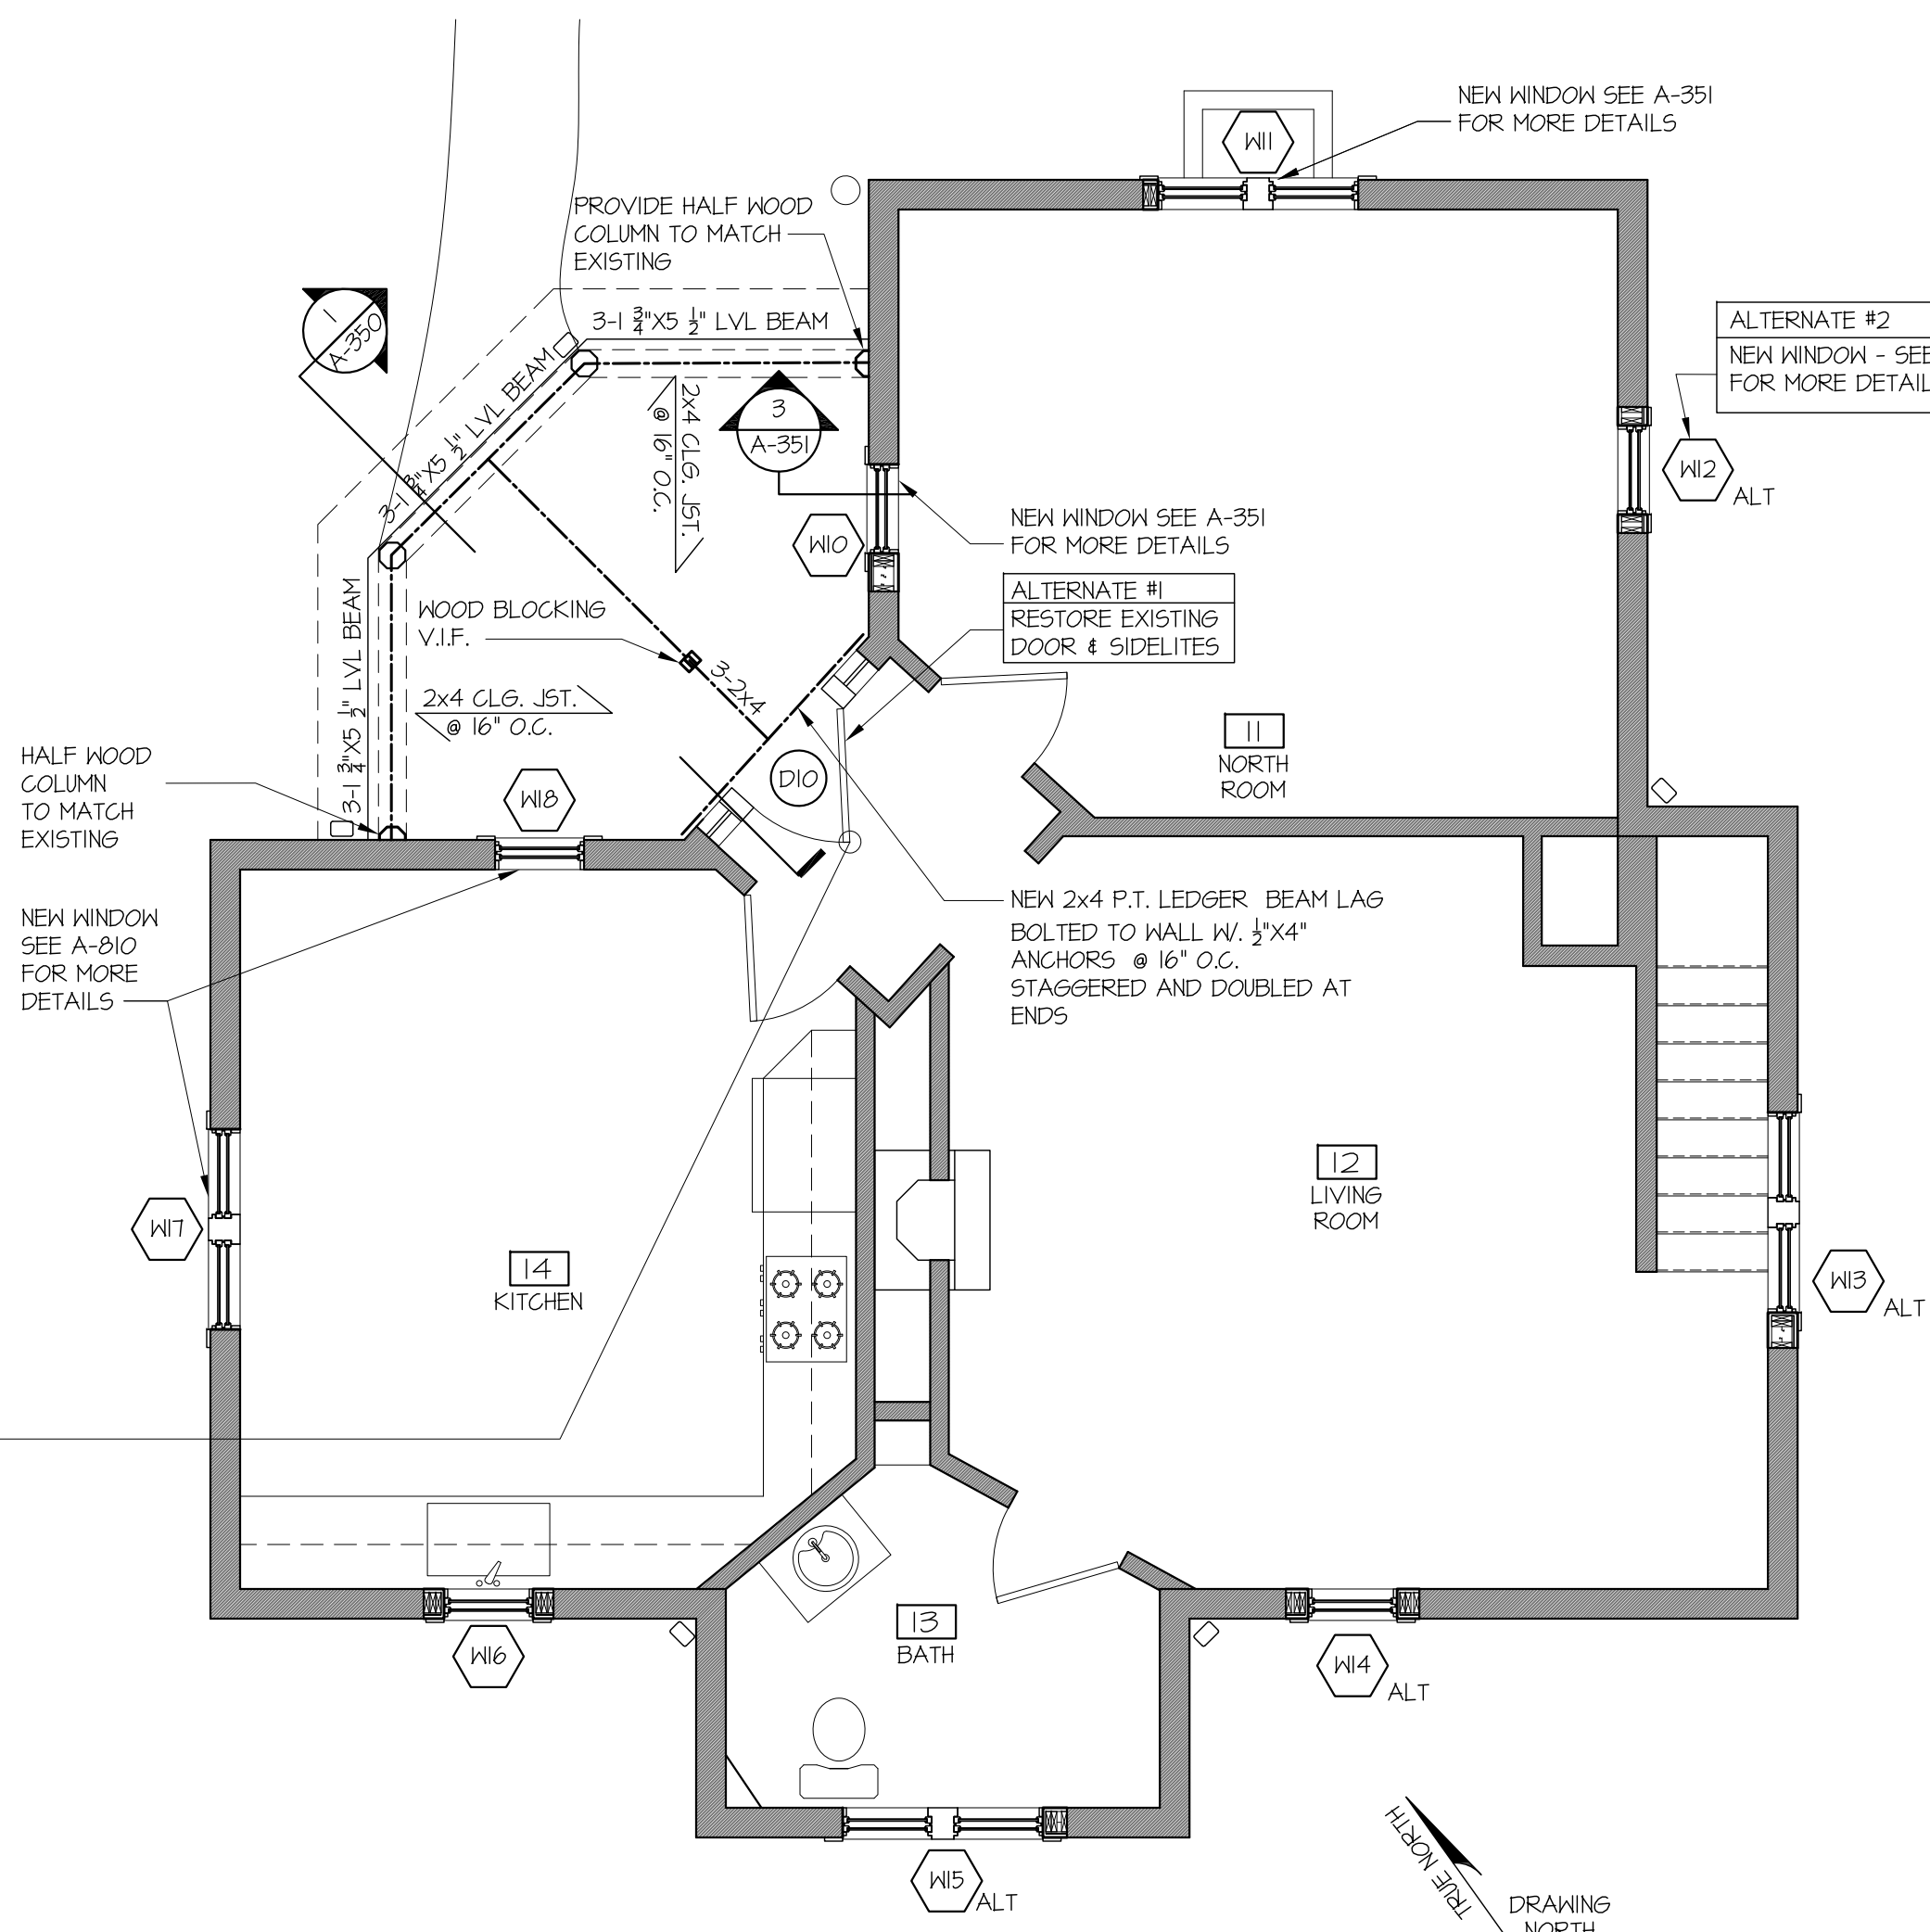 NEW WINDOW SEE A-351
FOR MORE DETAILS
W11
PROVIDE HALF WOOD
COLUMN TO MATCH
EXISTING
1
A-350
3-1 3/4"X5 1/2" LVL BEAM
3-1 3/4"X5 1/2" LVL BEAM
3-1 3/4"X5 1/2" LVL BEAM
2x4 CLG. JST.
@ 16" O.C.
3
A-351
ALTERNATE #2
NEW WINDOW - SEE
FOR MORE DETAIL
W12
ALT
W10
NEW WINDOW SEE A-351
FOR MORE DETAILS
ALTERNATE #1
RESTORE EXISTING
DOOR & SIDELITES
WOOD BLOCKING
V.I.F.
3-2x4
2x4 CLG. JST.
@ 16" O.C.
HALF WOOD
COLUMN
TO MATCH
EXISTING
W18
D10
11
NORTH
ROOM
NEW WINDOW
SEE A-810
FOR MORE
DETAILS
NEW 2x4 P.T. LEDGER BEAM LAG
BOLTED TO WALL W/. 1/2"X4"
ANCHORS @ 16" O.C.
STAGGERED AND DOUBLED AT
ENDS
12
LIVING
ROOM
W17
14
KITCHEN
W13
ALT
13
BATH
W16
W14
ALT
W15
ALT
TRUE NORTH
DRAWING
NORTH